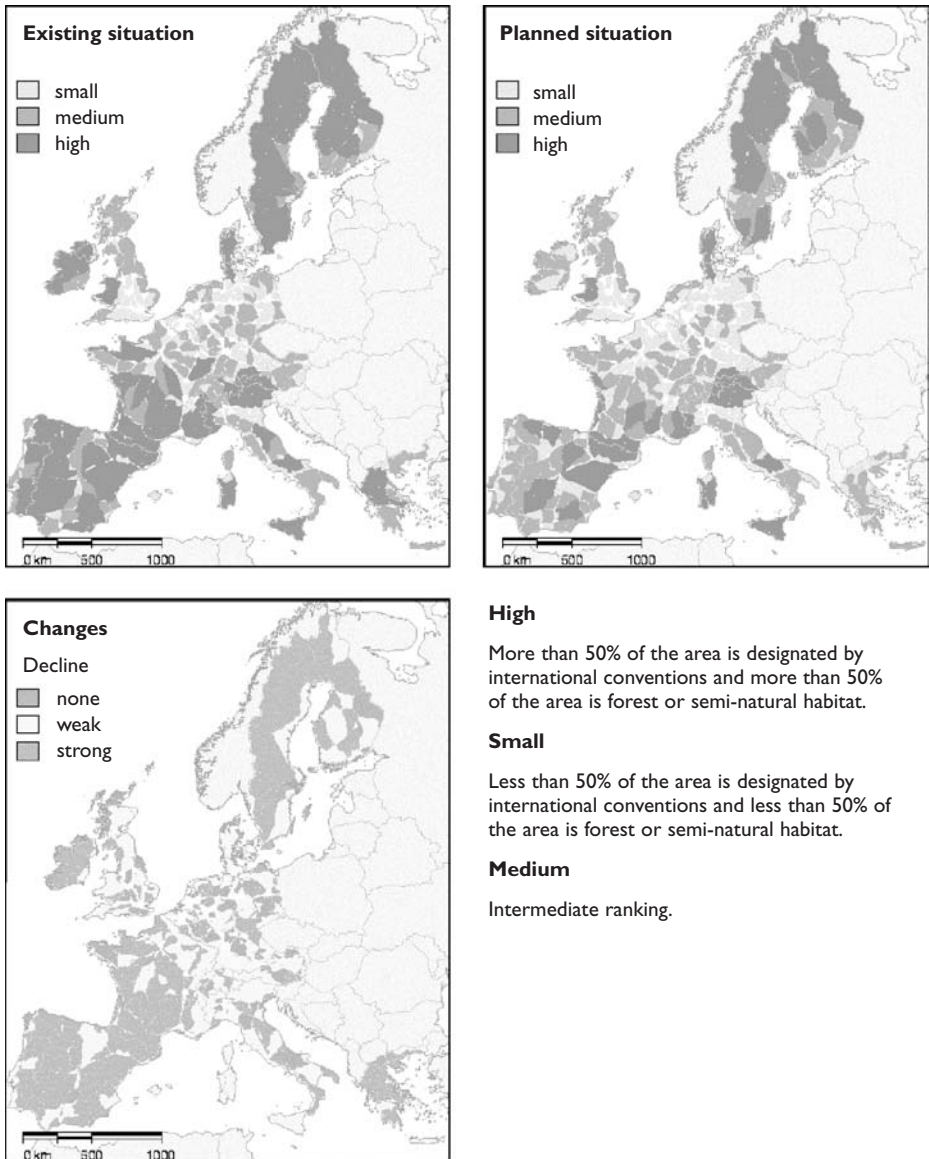 Existing situation
small
medium
high
0 km 500 1000
Planned situation
small
medium
high
0 km 500 1000
Changes
Decline
none
weak
strong
0 km 500 1000
High
More than 50% of the area is designated by
international conventions and more than 50%
of the area is forest or semi-natural habitat.
Small
Less than 50% of the area is designated by
international conventions and less than 50% of
the area is forest or semi-natural habitat.
Medium
Intermediate ranking.